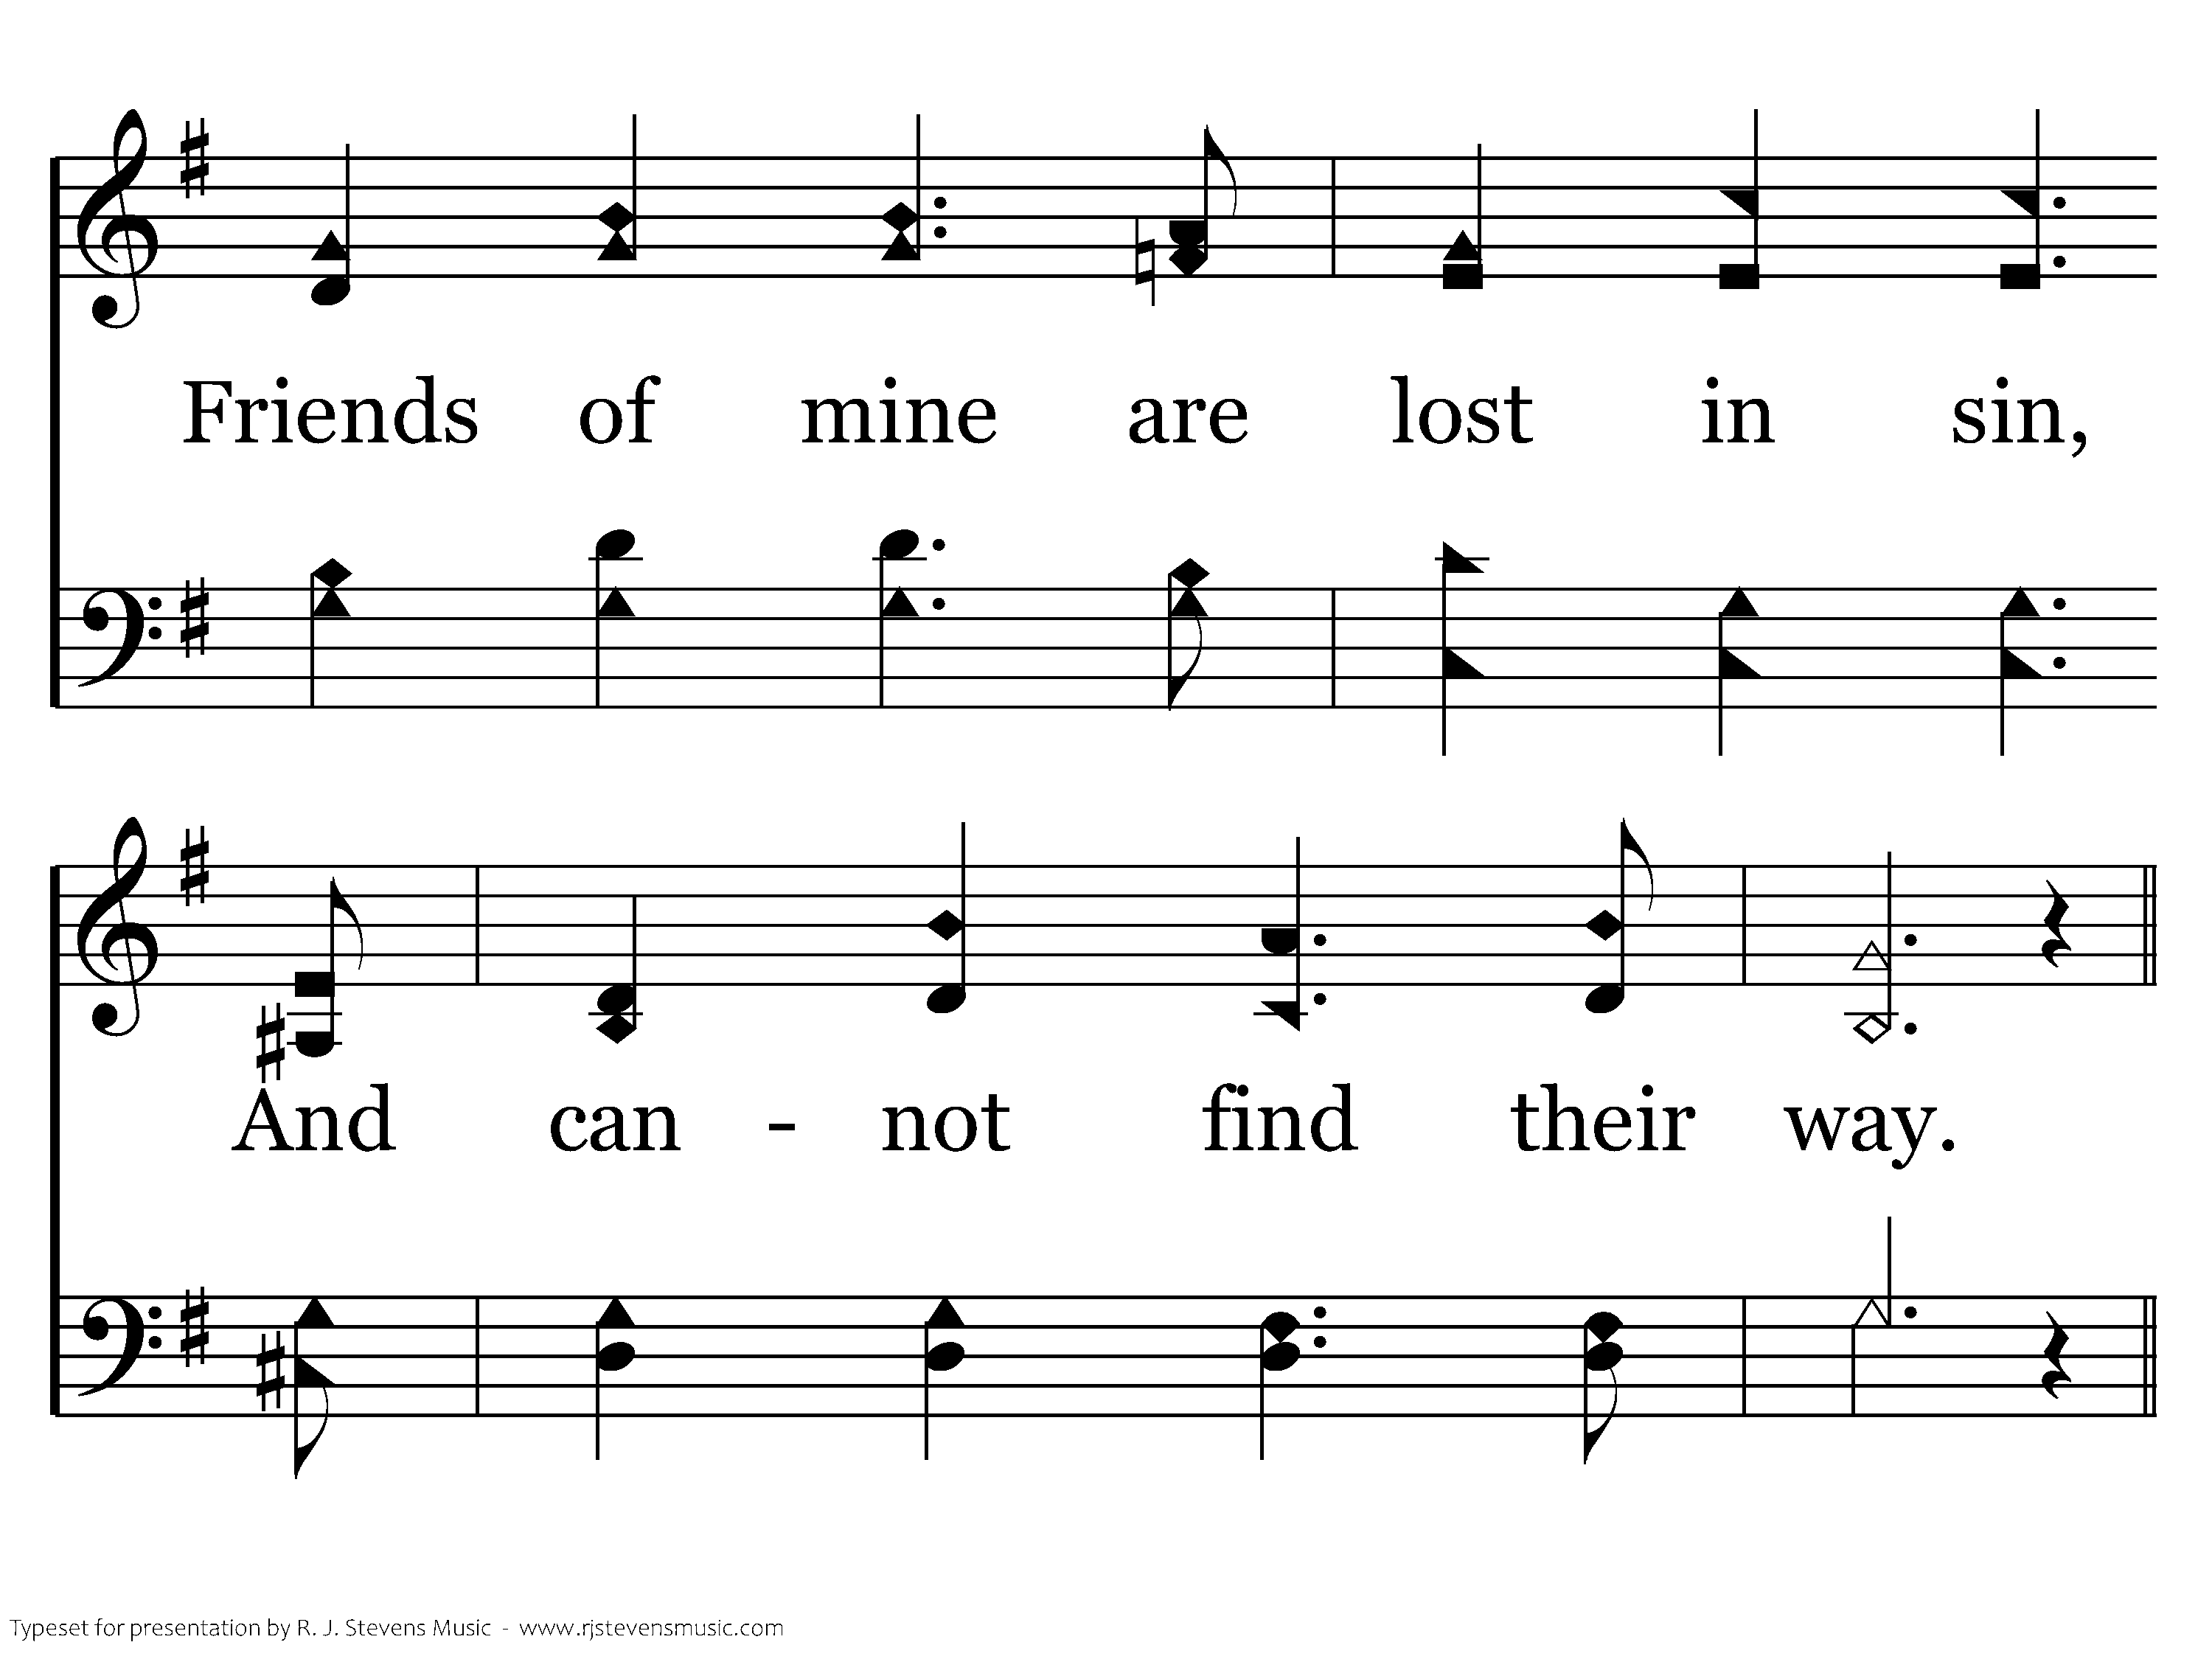 Friends of mine are lost in sin,
And can - not find their way.
Typeset for presentation by R. J. Stevens Music - www.rjstevensmusic.com